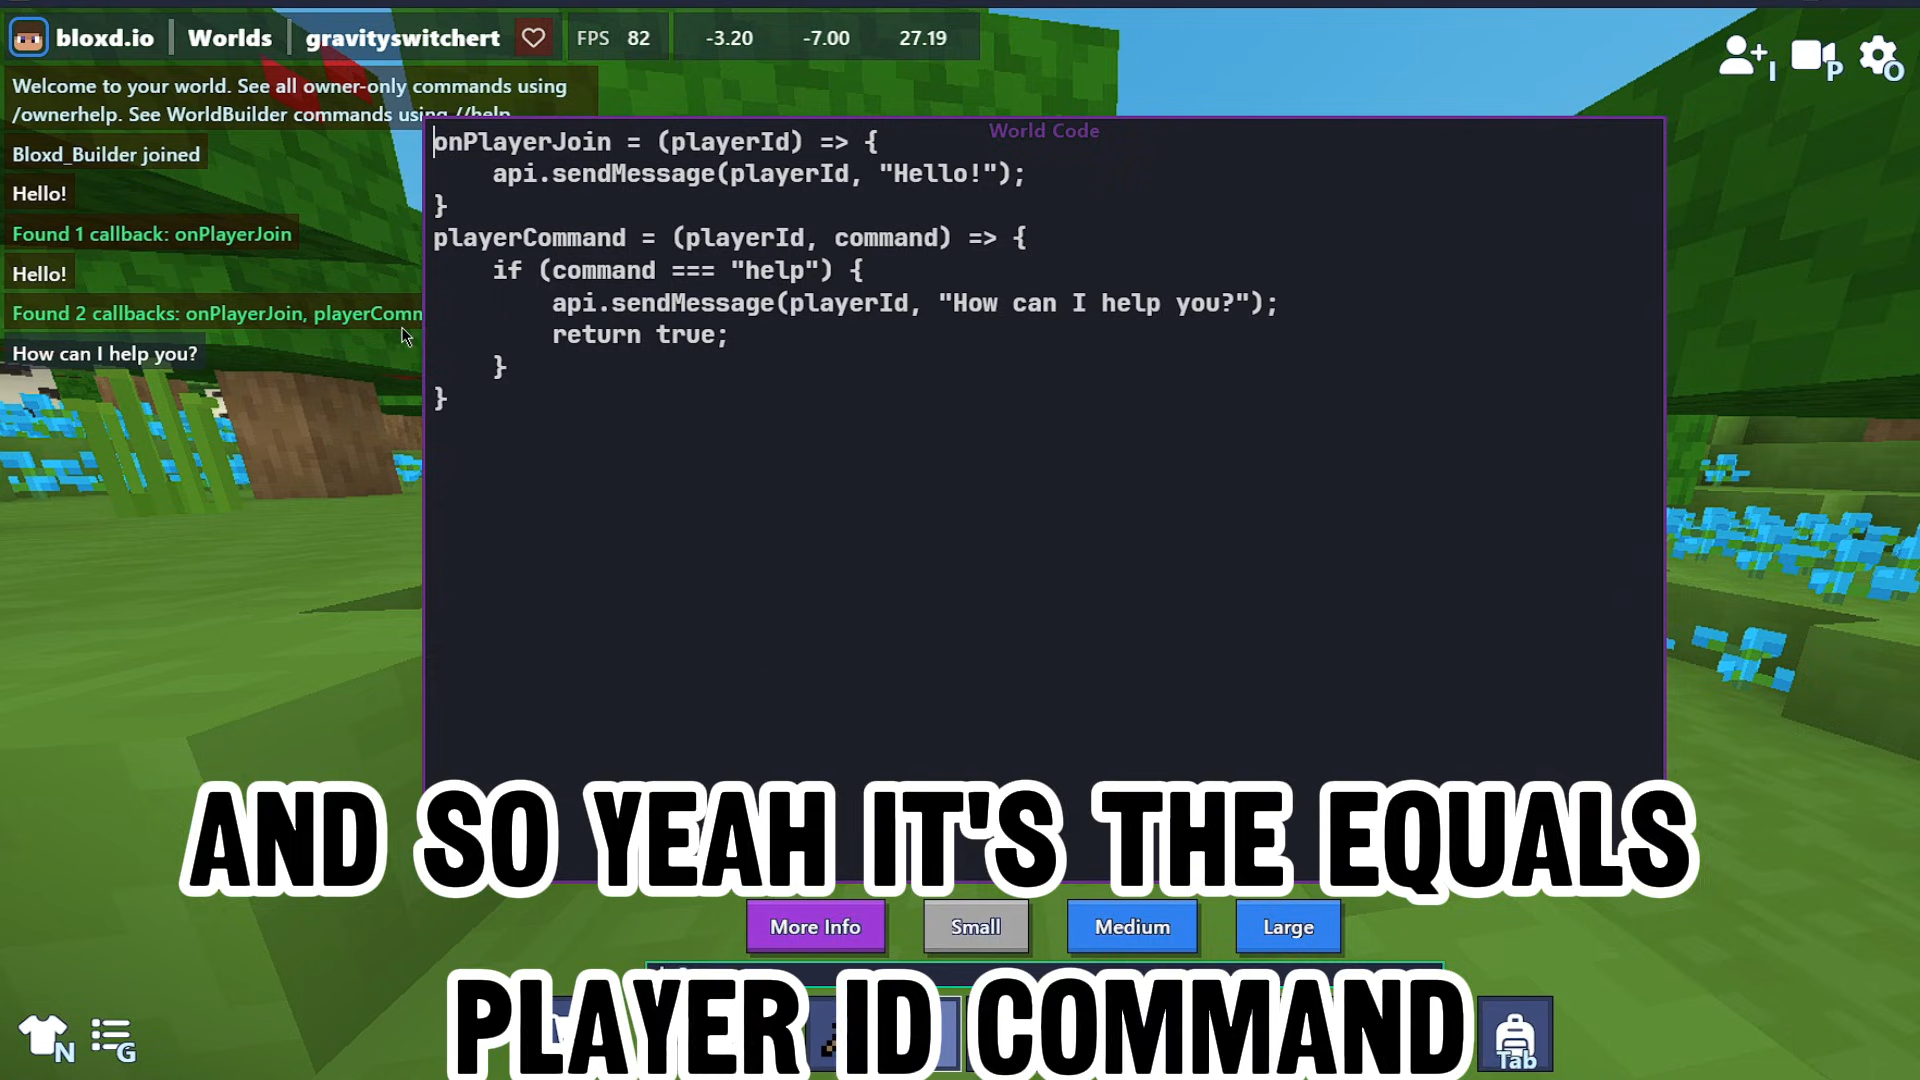 bloxd.io | Worlds | gravityswitchert FPS 82 -3.20 -7.00 27.19
I P O
Welcome to your world. See all owner-only commands using
/ownerhelp. See WorldBuilder commands using //help
Bloxd_Builder joined
Hello!
Found 1 callback: onPlayerJoin
Hello!
Found 2 callbacks: onPlayerJoin, playerComm
How can I help you?
World Code
onPlayerJoin = (playerId) => {
    api.sendMessage(playerId, "Hello!");
}
playerCommand = (playerId, command) => {
    if (command === "help") {
        api.sendMessage(playerId, "How can I help you?");
        return true;
    }
}
AND SO YEAH IT'S THE EQUALS
More Info Small Medium Large
PLAYER ID COMMAND
N G Tab